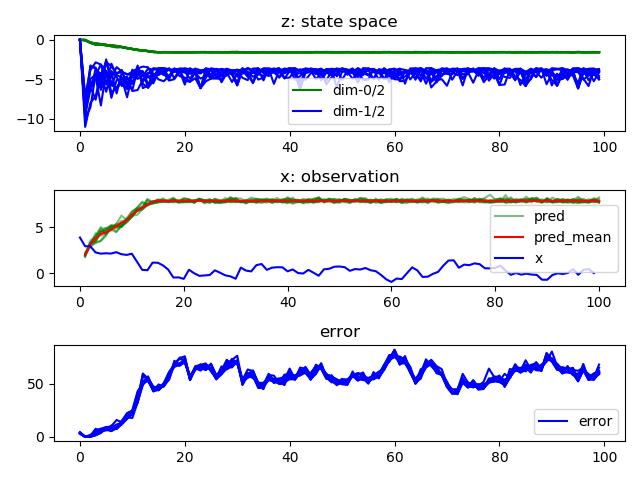 z: state space
0
−5
−10
dim-0/2
dim-1/2
0 20 40 60 80 100
x: observation
5
0
pred
pred_mean
x
0 20 40 60 80 100
error
50
0
error
0 20 40 60 80 100